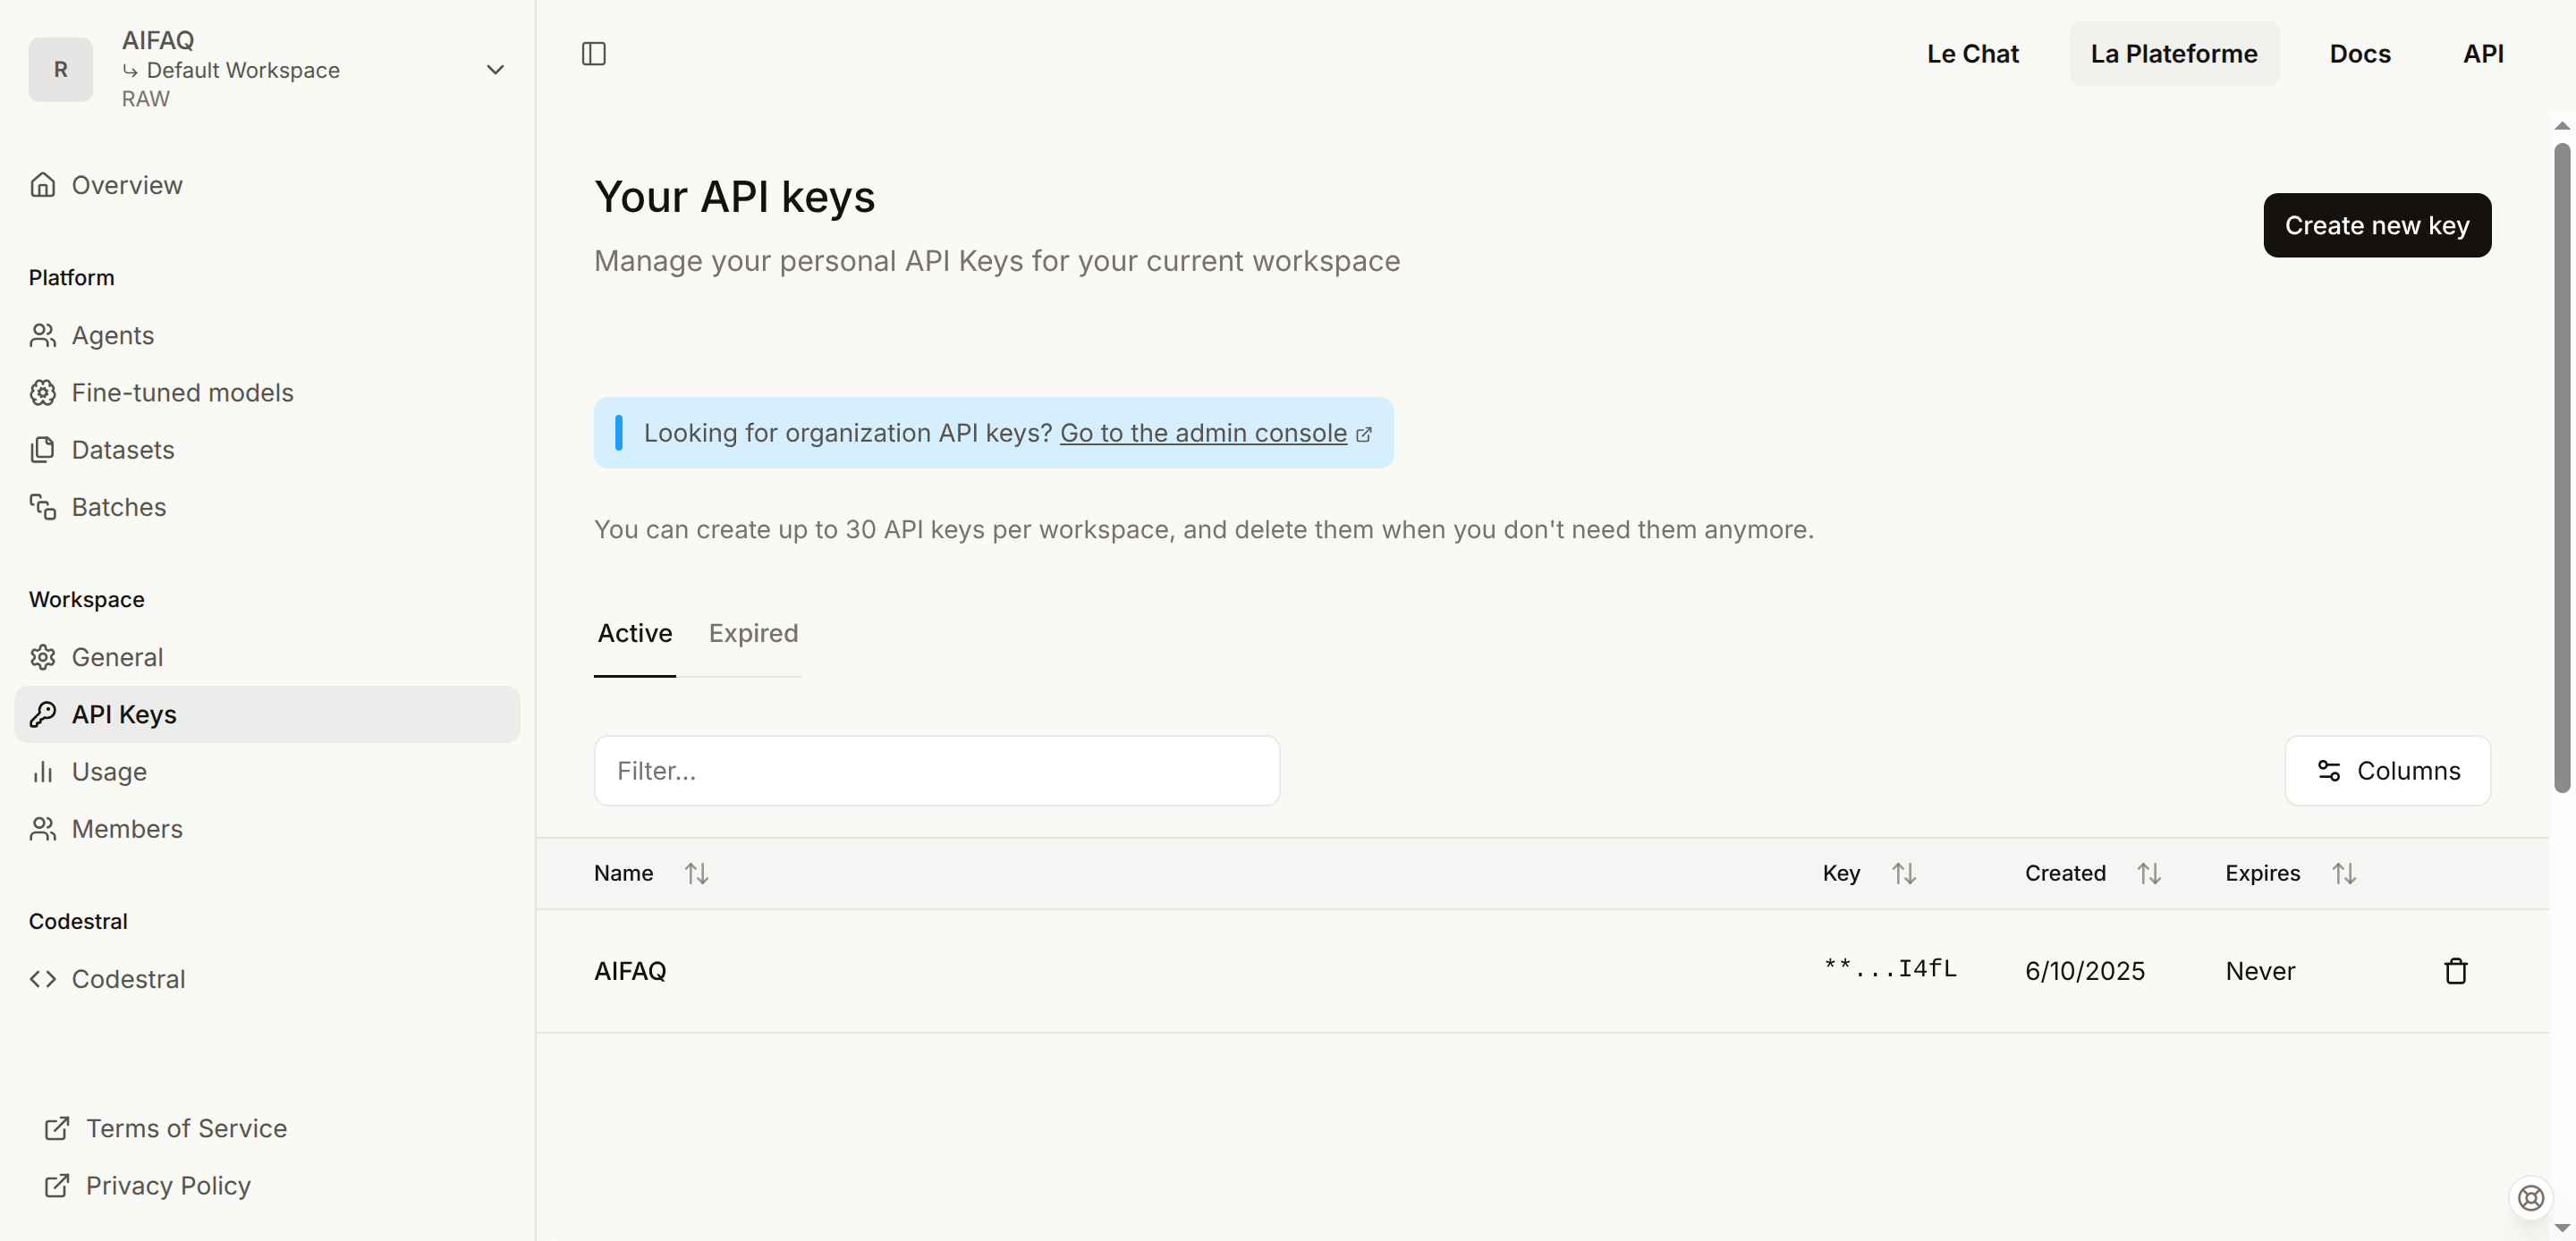 R
AIFAQ
Default Workspace
RAW
Overview
Platform
Agents
Fine-tuned models
Datasets
Batches
Workspace
General
API Keys
Usage
Members
Codestral
Codestral
Terms of Service
Privacy Policy
Le Chat La Plateforme Docs API
Your API keys
Manage your personal API Keys for your current workspace
Create new key
Looking for organization API keys? Go to the admin console
You can create up to 30 API keys per workspace, and delete them when you don't need them anymore.
Active Expired
Filter...
Columns
Name Key Created Expires
AIFAQ **...I4fL 6/10/2025 Never